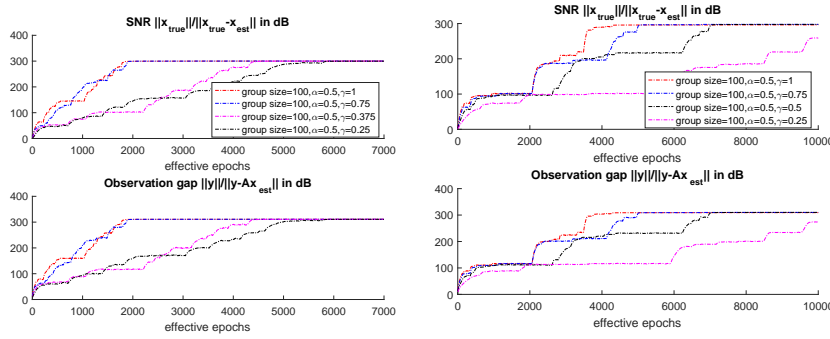 SNR ||x_true||/||x_true-x_est|| in dB
400
300
200
100
0
group size=100,α=0.5,γ=1
group size=100,α=0.5,γ=0.75
group size=100,α=0.5,γ=0.375
group size=100,α=0.5,γ=0.25
0 1000 2000 3000 4000 5000 6000 7000
effective epochs
Observation gap ||y||/||y-Ax_est|| in dB
400
300
200
100
0
0 1000 2000 3000 4000 5000 6000 7000
effective epochs
SNR ||x_true||/||x_true-x_est|| in dB
300
200
100
0
group size=100,α=0.5,γ=1
group size=100,α=0.5,γ=0.75
group size=100,α=0.5,γ=0.5
group size=100,α=0.5,γ=0.25
0 2000 4000 6000 8000 10000
effective epochs
Observation gap ||y||/||y-Ax_est|| in dB
400
300
200
100
0
0 2000 4000 6000 8000 10000
effective epochs